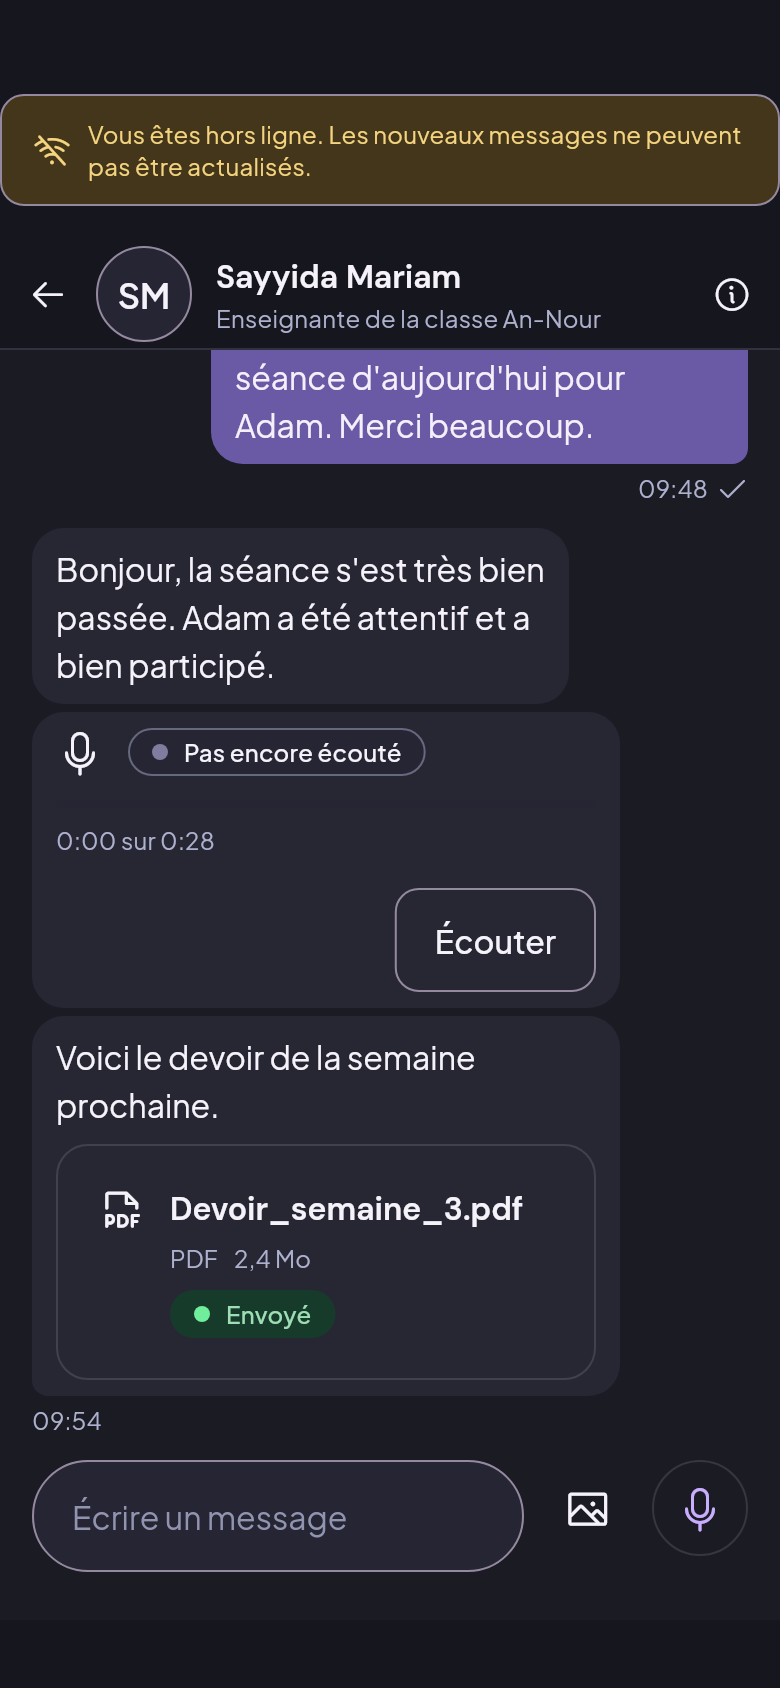 Vous êtes hors ligne. Les nouveaux messages ne peuvent
pas être actualisés.
SM
Sayyida Mariam
Enseignante de la classe An-Nour
séance d'aujourd'hui pour
Adam. Merci beaucoup.
09:48
Bonjour, la séance s'est très bien
passée. Adam a été attentif et a
bien participé.
Pas encore écouté
0:00 sur 0:28
Écouter
Voici le devoir de la semaine
prochaine.
PDF
Devoir_semaine_3.pdf
PDF 2,4 Mo
Envoyé
09:54
Écrire un message